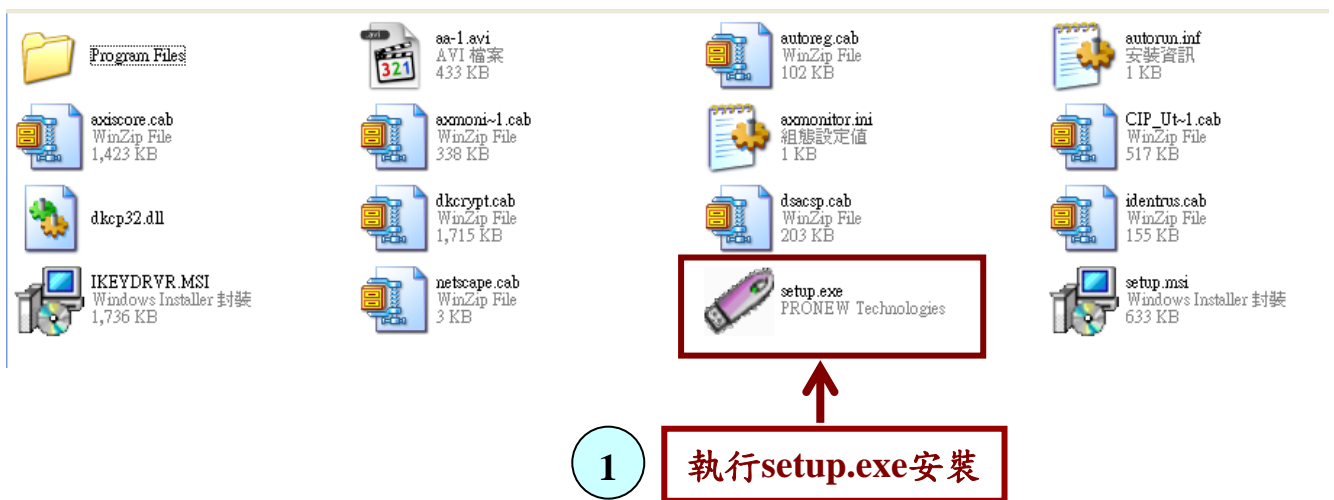 Program Files
aa-1.avi
AVI 檔案
433 KB
autoreg.cab
WinZip File
102 KB
autorun.inf
安裝資訊
1 KB
axiscore.cab
WinZip File
1,423 KB
axmoni~1.cab
WinZip File
338 KB
axmonitor.ini
組態設定值
1 KB
CIP_Ut~1.cab
WinZip File
517 KB
dkcp32.dll
dkcrypt.cab
WinZip File
1,715 KB
dsacsp.cab
WinZip File
203 KB
identrus.cab
WinZip File
155 KB
IKEYDRVR.MSI
Windows Installer 封裝
1,736 KB
netscape.cab
WinZip File
3 KB
setup.exe
PRONEW Technologies
setup.msi
Windows Installer 封裝
633 KB
1
執行setup.exe安裝